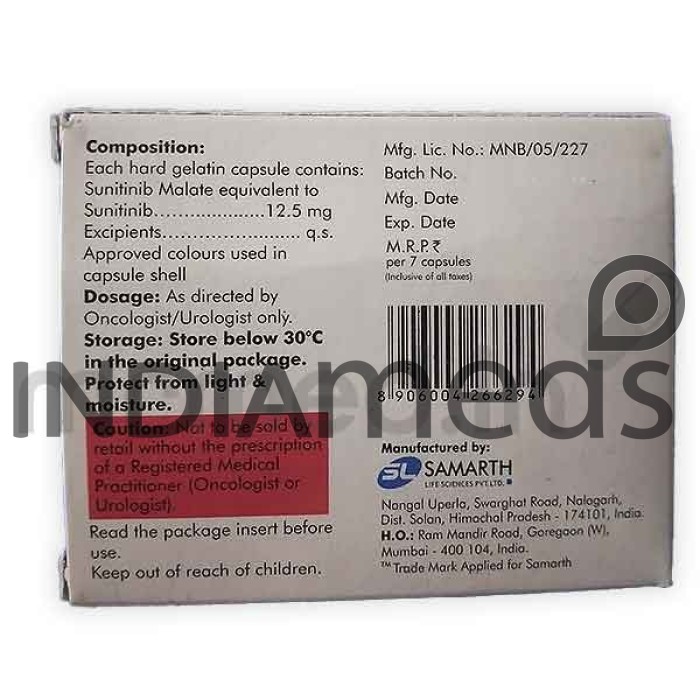 Composition:
Each hard gelatin capsule contains:
Sunitinib Malate equivalent to
Sunitinib.....................12.5 mg
Excipients.......................... q.s.
Approved colours used in
capsule shell
Dosage: As directed by
Oncologist/Urologist only.
Storage: Store below 30°C
in the original package.
Protect from light &
moisture.
Caution: Not to be sold by
retail without the prescription
of a Registered Medical
Practitioner (Oncologist or
Urologist).
Read the package insert before
use.
Keep out of reach of children.
Mfg. Lic. No.: MNB/05/227
Batch No.
Mfg. Date
Exp. Date
M.R.P.₹
per 7 capsules
(Inclusive of all taxes)
8 906004 266294
Manufactured by:
SL SAMARTH
LIFE SCIENCES PVT. LTD.
Nangal Uperla, Swarghat Road, Nalagarh,
Dist. Solan, Himachal Pradesh - 174101, India.
H.O.: Ram Mandir Road, Goregaon (W),
Mumbai - 400 104, India.
™Trade Mark Applied for Samarth
INDIAmeds